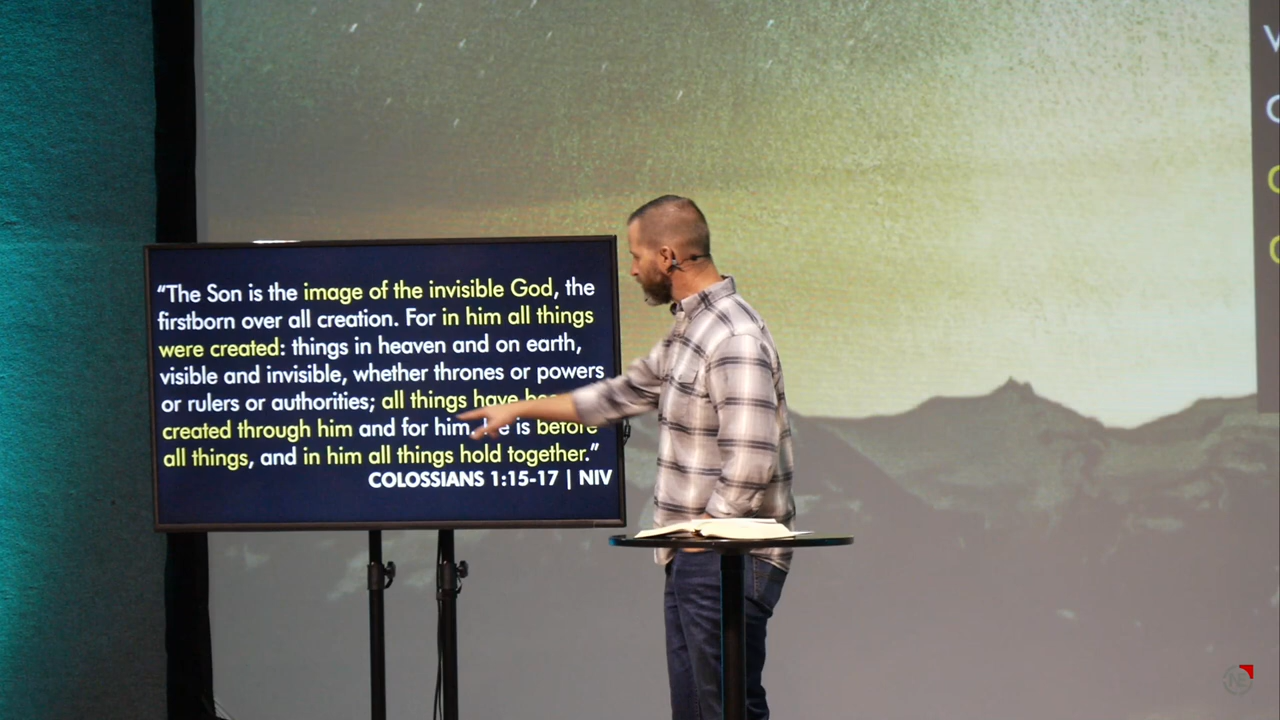 “The Son is the image of the invisible God, the
firstborn over all creation. For in him all things
were created: things in heaven and on earth,
visible and invisible, whether thrones or powers
or rulers or authorities; all things have
created through him and for him. is before
all things, and in him all things hold together.”
COLOSSIANS 1:15-17 | NIV